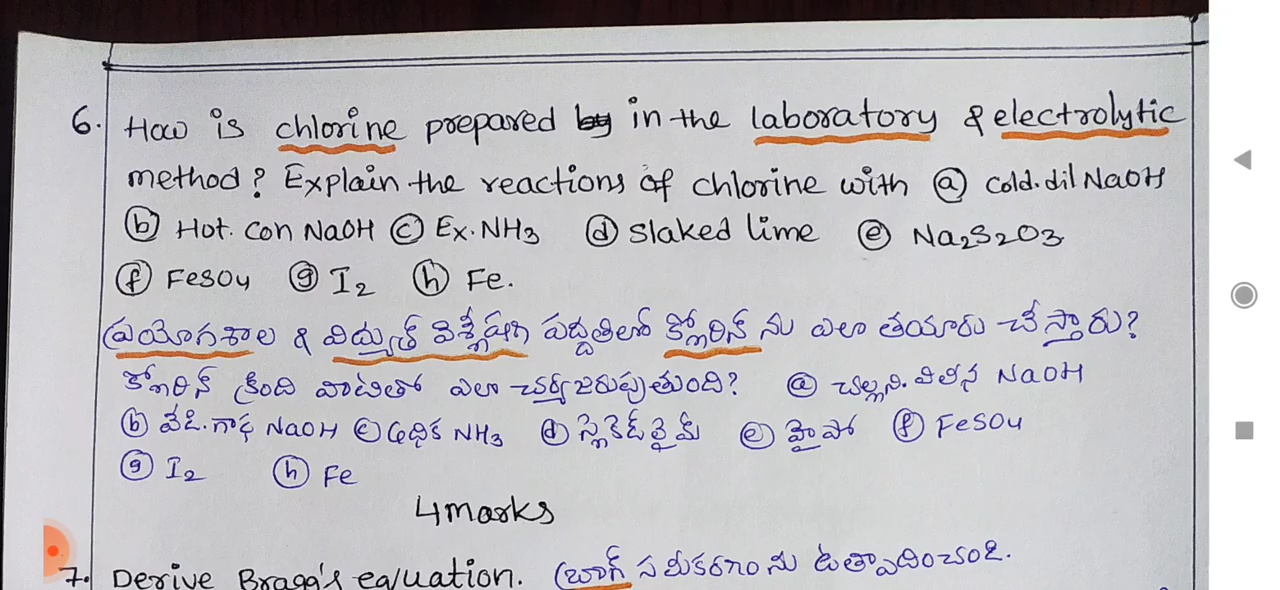 6. How is chlorine prepared by in the laboratory & electrolytic
method? Explain the reactions of chlorine with ⓐ Cold.dil NaOH
ⓑ Hot. Con NaOH ⓒ Ex.NH3 ⓓ Slaked lime ⓔ Na2S2O3
ⓕ FeSO4 ⓖ I2 ⓗ Fe.
ప్రయోగశాల & విద్యుత్ విశ్లేషణ పద్దతిలో క్లోరిన్ ను ఎలా తయారు చేస్తారు?
క్లోరిన్ క్రింది వాటితో ఎలా చర్య జరుపుతుంది? ⓐ చల్లని.విలీన NaOH
ⓑ వేడి.గాఢ NaOH ⓒ అధిక NH3 ⓓ స్లేకెడ్ లైమ్ ⓔ హైపో ⓕ FeSO4
ⓖ I2 ⓗ Fe
4marks
7. Derive Bragg's equation. బ్రాగ్ సమీకరణం ను ఉత్పాదించండి.